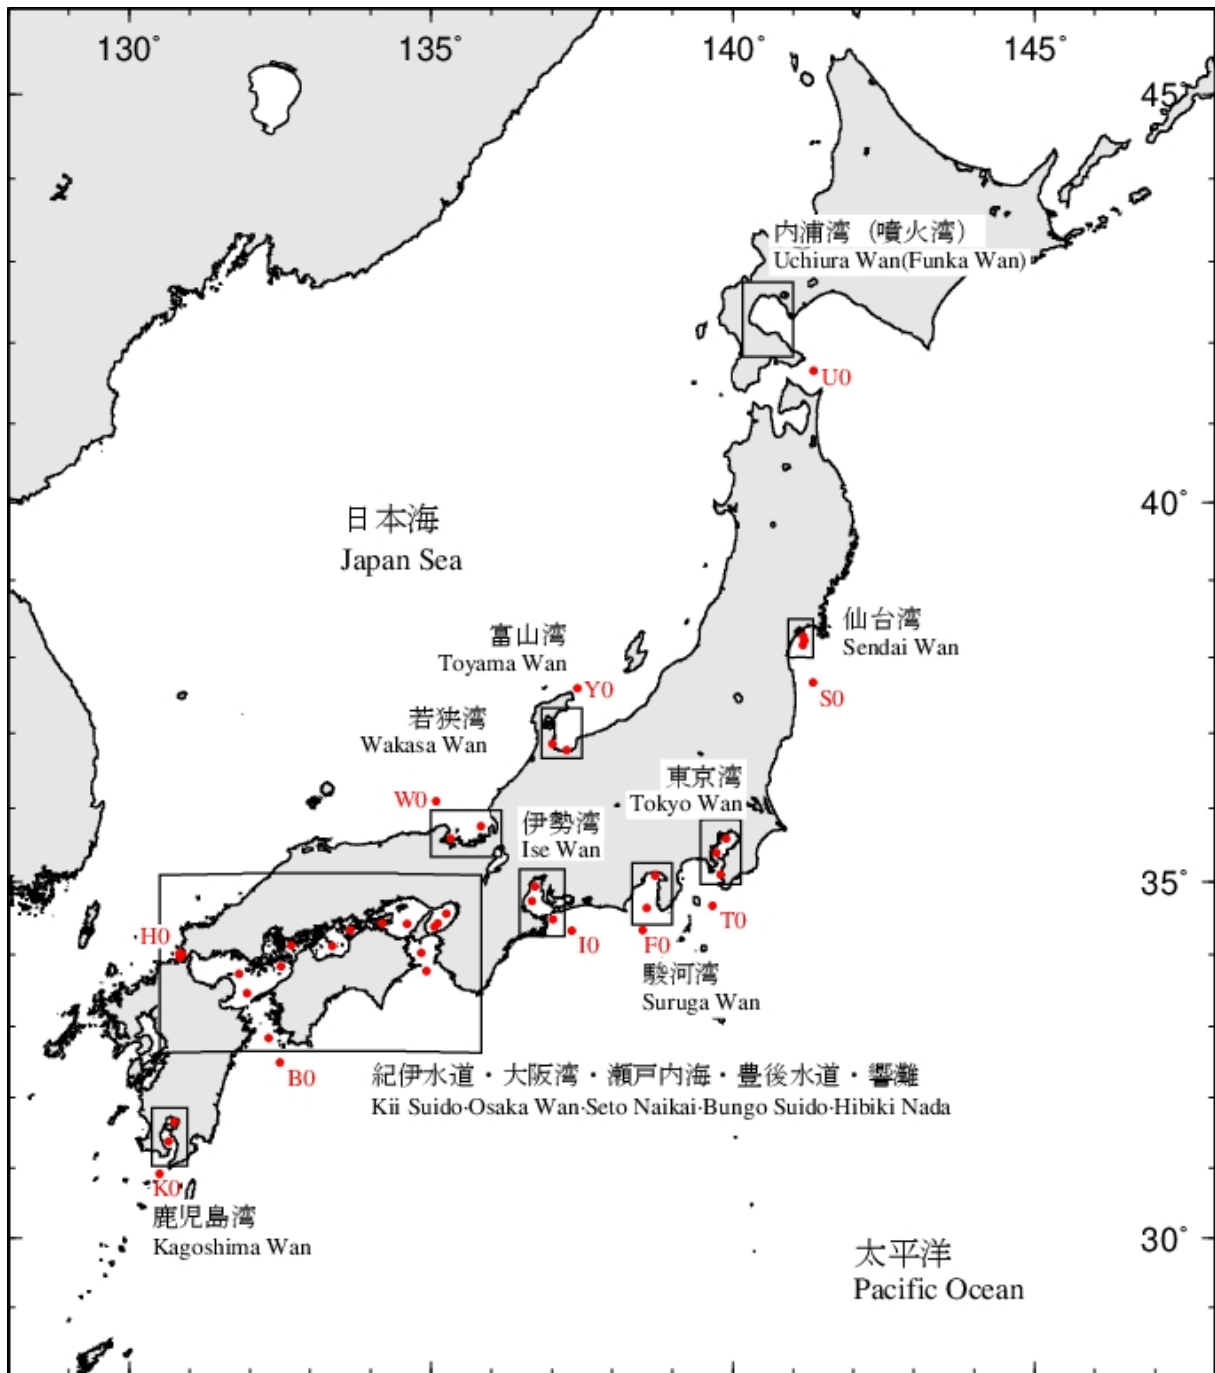 130°
135°
140°
145°
45°
内浦湾（噴火湾）
Uchiura Wan(Funka Wan)
U0
40°
日本海
Japan Sea
仙台湾
Sendai Wan
富山湾
Toyama Wan
Y0
S0
若狭湾
Wakasa Wan
東京湾
Tokyo Wan
W0
伊勢湾
Ise Wan
35°
T0
H0
I0
F0
駿河湾
Suruga Wan
B0
紀伊水道・大阪湾・瀬戸内海・豊後水道・響灘
Kii Suido·Osaka Wan·Seto Naikai·Bungo Suido·Hibiki Nada
K0
鹿児島湾
Kagoshima Wan
30°
太平洋
Pacific Ocean